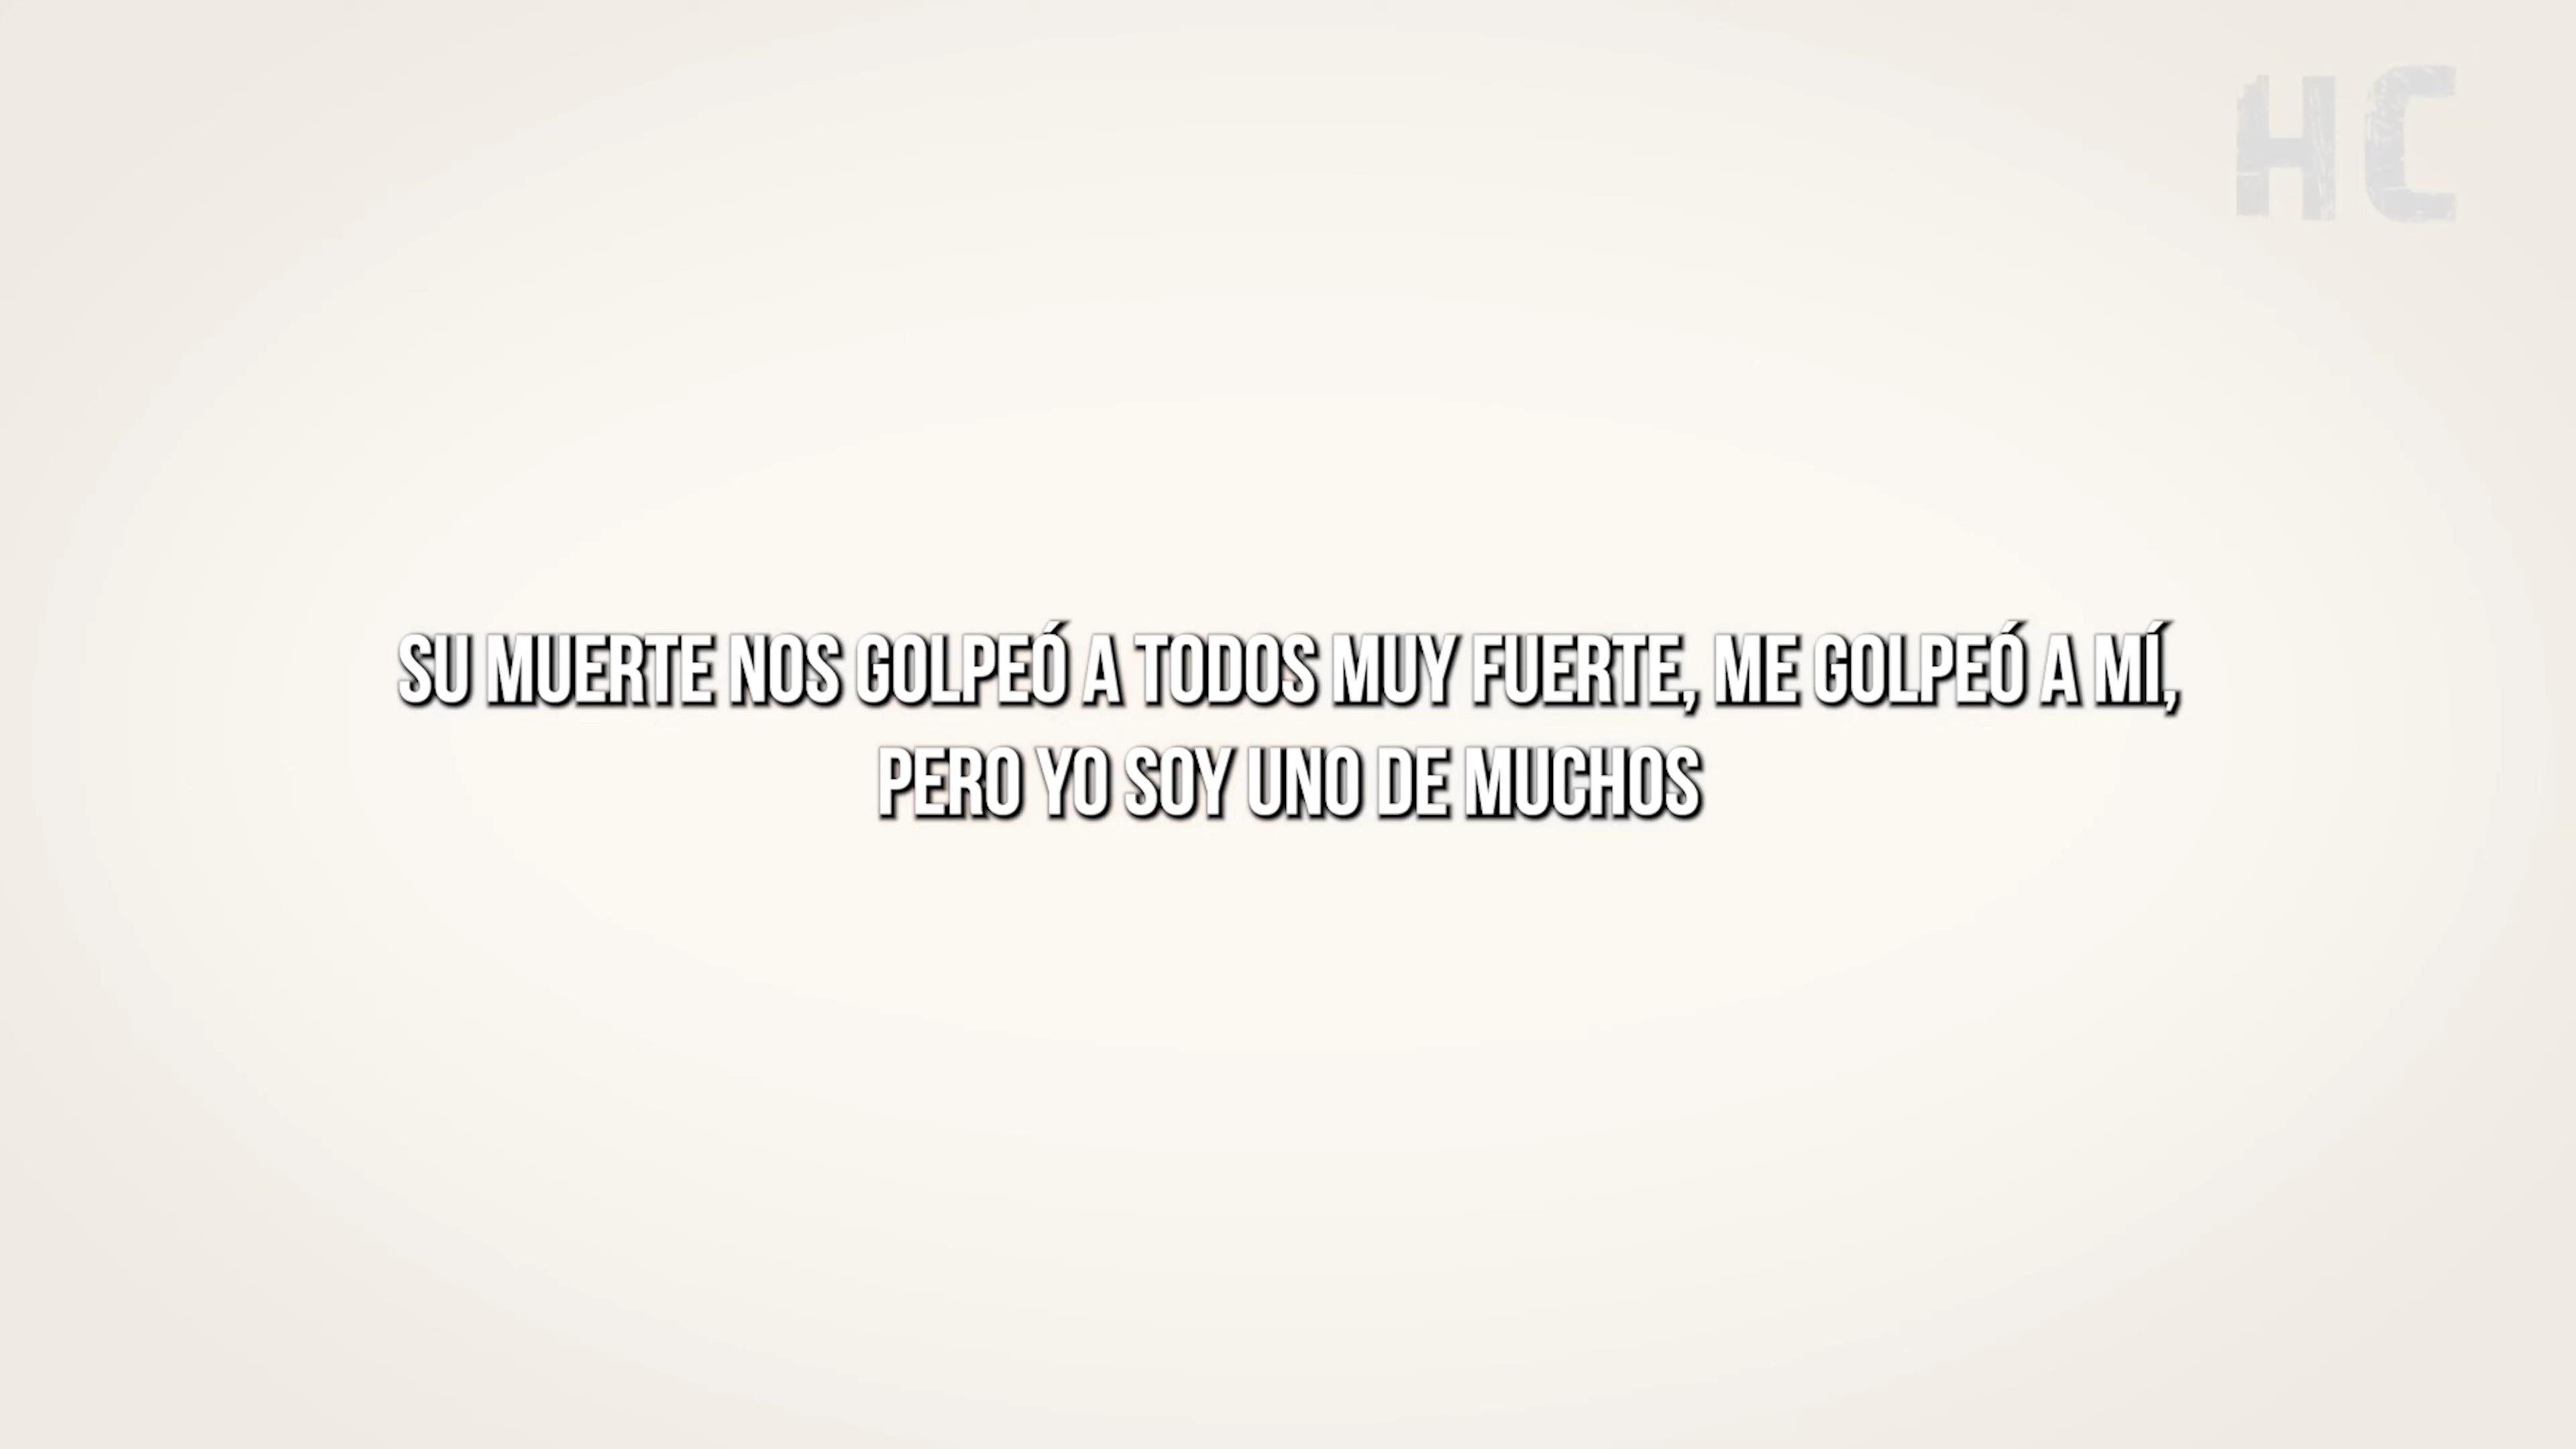 HC
SU MUERTE NOS GOLPEÓ A TODOS MUY FUERTE, ME GOLPEÓ A MÍ,
PERO YO SOY UNO DE MUCHOS